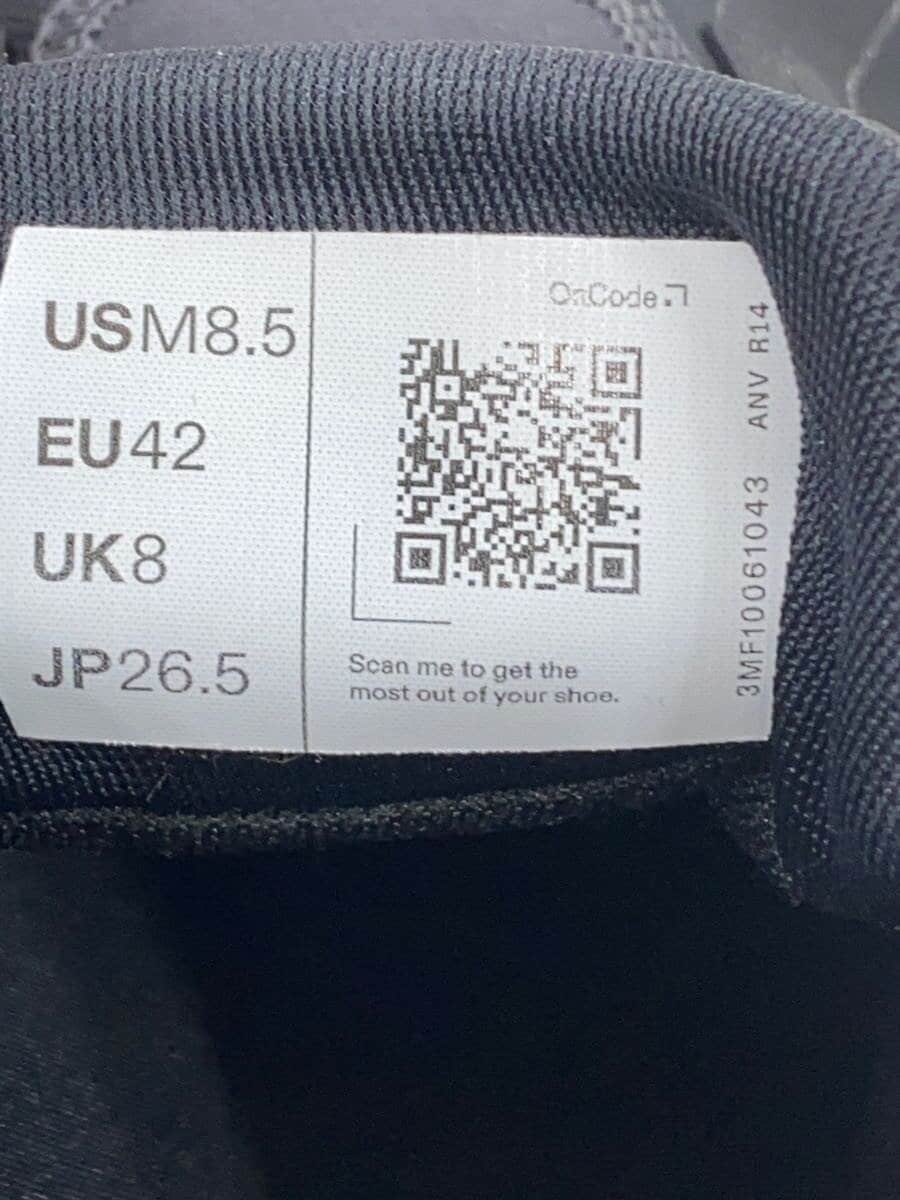 USM8.5
EU42
UK8
JP26.5
OnCode
Scan me to get the
most out of your shoe.
3MF10061043 ANV R14